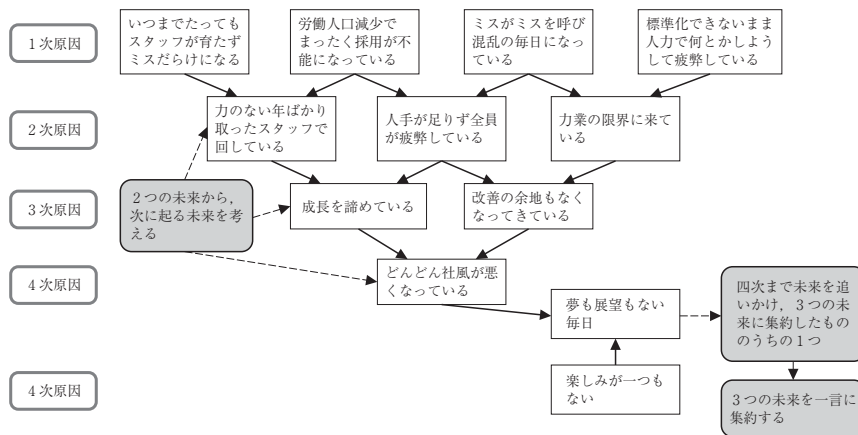 1次原因
いつまでたっても
スタッフが育たず
ミスだらけになる
労働人口減少で
まったく採用が不
能になっている
ミスがミスを呼び
混乱の毎日になっ
ている
標準化できないまま
人力で何とかしよう
して疲弊している
2次原因
力のない年ばかり
取ったスタッフで
回している
人手が足りず全員
が疲弊している
力業の限界に来て
いる
3次原因
2つの未来から,
次に起る未来を考
える
成長を諦めている
改善の余地もなく
なってきている
4次原因
どんどん社風が悪
くなっている
夢も展望もない
毎日
四次まで未来を追
いかけ,3つの未
来に集約したもの
のうちの1つ
4次原因
楽しみが一つも
ない
3つの未来を一言に
集約する